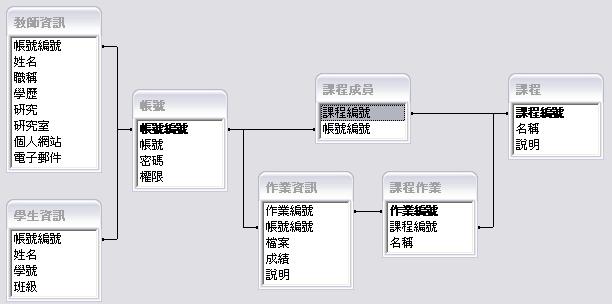 教師資訊
帳號編號
姓名
職稱
學歷
研究
研究室
個人網站
電子郵件
學生資訊
帳號編號
姓名
學號
班級
帳號
帳號編號
帳號
密碼
權限
課程成員
課程編號
帳號編號
作業資訊
作業編號
帳號編號
檔案
成績
說明
課程作業
作業編號
課程編號
名稱
課程
課程編號
名稱
說明